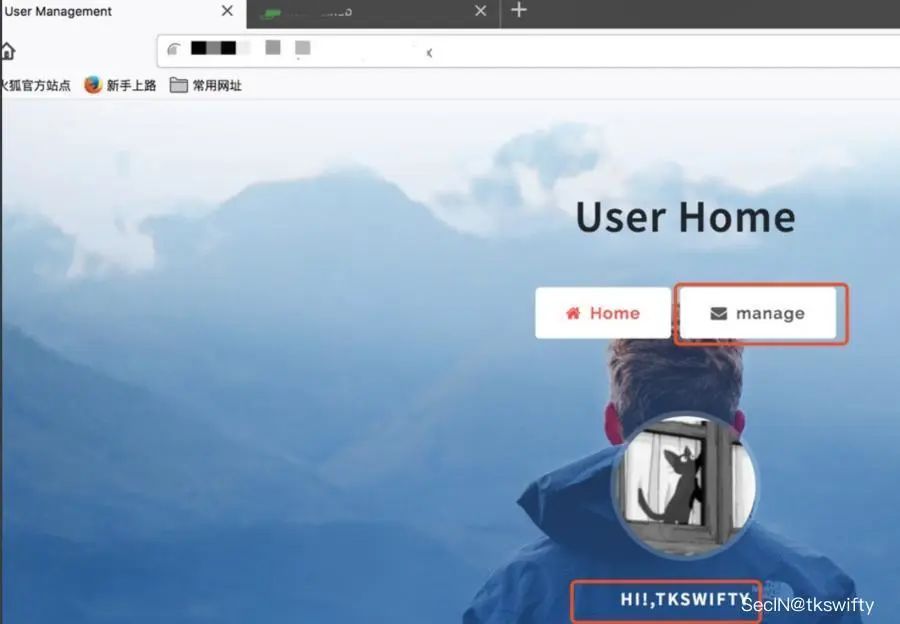 User Management
火狐官方站点 新手上路 常用网址
User Home
Home manage
HI!,TKSWIFTY
SecIN@tkswifty